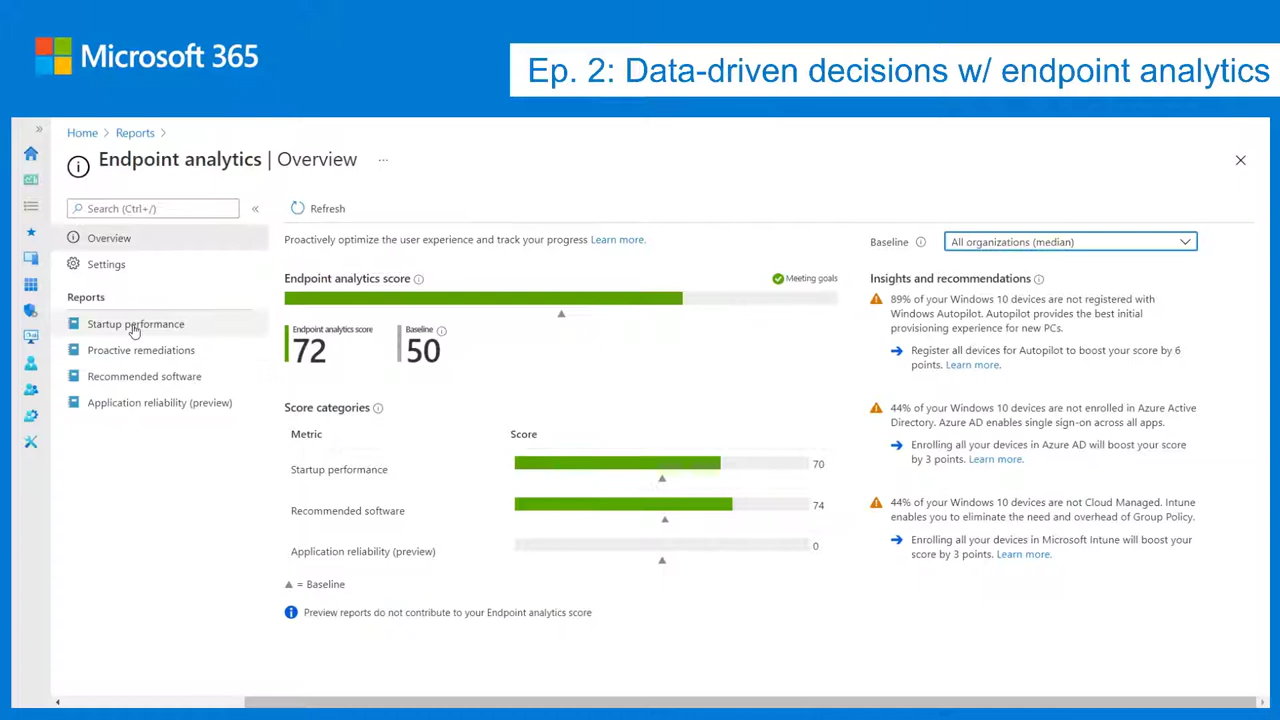 Microsoft 365
Ep. 2: Data-driven decisions w/ endpoint analytics
Home > Reports >
Endpoint analytics | Overview ...
Search (Ctrl+/)
«
Overview
Settings
Reports
Startup performance
Proactive remediations
Recommended software
Application reliability (preview)
Refresh
Proactively optimize the user experience and track your progress Learn more.
Endpoint analytics score
Meeting goals
Endpoint analytics score
72
Baseline
50
Score categories
Metric Score
Startup performance 70
Recommended software 74
Application reliability (preview) 0
▲ = Baseline
Preview reports do not contribute to your Endpoint analytics score
Baseline All organizations (median)
Insights and recommendations
89% of your Windows 10 devices are not registered with
Windows Autopilot. Autopilot provides the best initial
provisioning experience for new PCs.
Register all devices for Autopilot to boost your score by 6
points. Learn more.
44% of your Windows 10 devices are not enrolled in Azure Active
Directory. Azure AD enables single sign-on across all apps.
Enrolling all your devices in Azure AD will boost your score
by 3 points. Learn more.
44% of your Windows 10 devices are not Cloud Managed. Intune
enables you to eliminate the need and overhead of Group Policy.
Enrolling all your devices in Microsoft Intune will boost your
score by 3 points. Learn more.